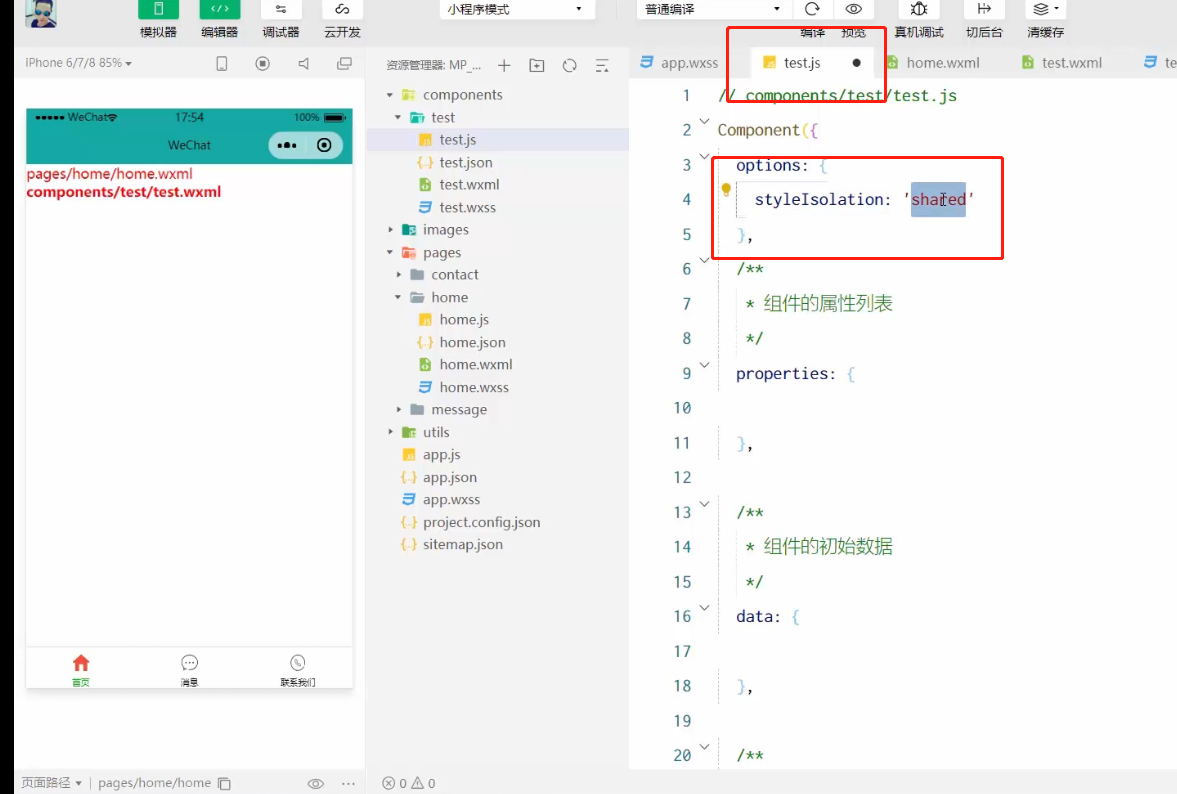 小程序模式
普通编译
模拟器
编辑器
调试器
云开发
编译
预览
真机调试
切后台
清缓存
iPhone 6/7/8 85%
资源管理器: MP_...
app.wxss
test.js
home.wxml
test.wxml
te
WeChat
17:54
100%
WeChat
pages/home/home.wxml
components/test/test.wxml
首页
消息
联系我们
页面路径
pages/home/home
components
test
test.js
test.json
test.wxml
test.wxss
images
pages
contact
home
home.js
home.json
home.wxml
home.wxss
message
utils
app.js
app.json
app.wxss
project.config.json
sitemap.json
0
0
1 // components/test/test.js
2 Component({
3 options: {
4 styleIsolation: 'shared'
5 },
6 /**
7 * 组件的属性列表
8 */
9 properties: {
10
11 },
12
13 /**
14 * 组件的初始数据
15 */
16 data: {
17
18 },
19
20 /**